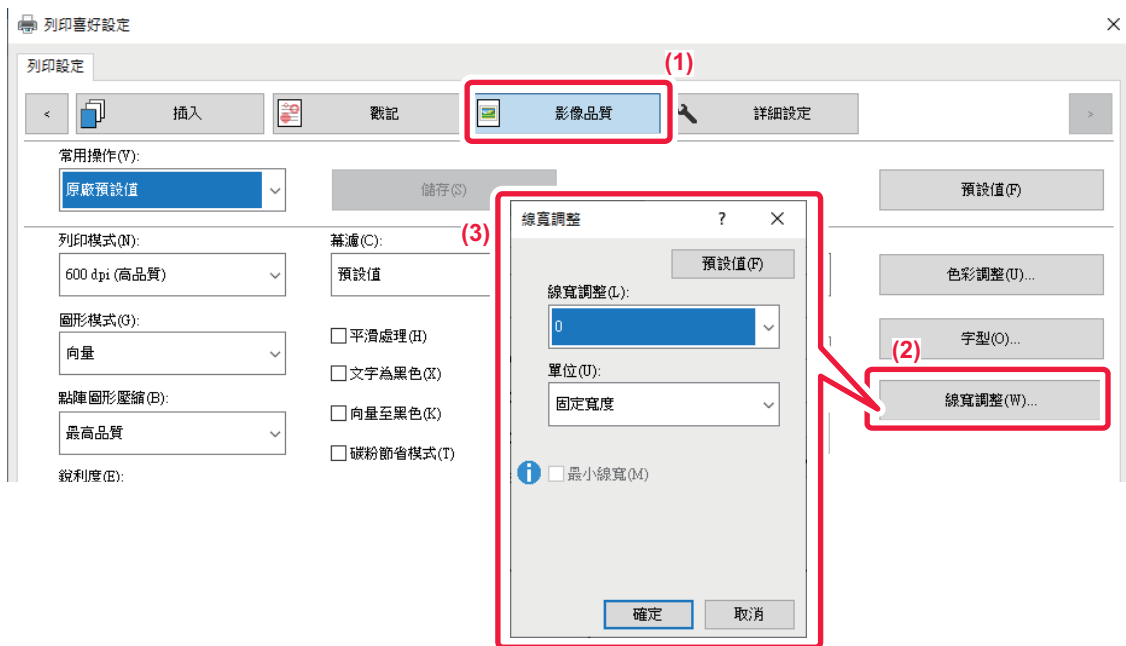 列印喜好設定
列印設定
(1)
< 插入 戳記 影像品質 詳細設定 >
常用操作(V):
原廠預設值 儲存(S) 預設值(F)
列印模式(N): 幕濾(C):
600 dpi (高品質) 預設值 色彩調整(U)...
圖形模式(G):
向量 平滑處理(H) 字型(O)...
文字為黑色(X)
(2)
點陣圖形壓縮(B): 向量至黑色(K) 線寬調整(W)...
最高品質 碳粉節省模式(T)
銳利度(E):
(3)
線寬調整 ?
預設值(F)
線寬調整(L):
0
單位(U):
固定寬度
最小線寬(M)
確定 取消